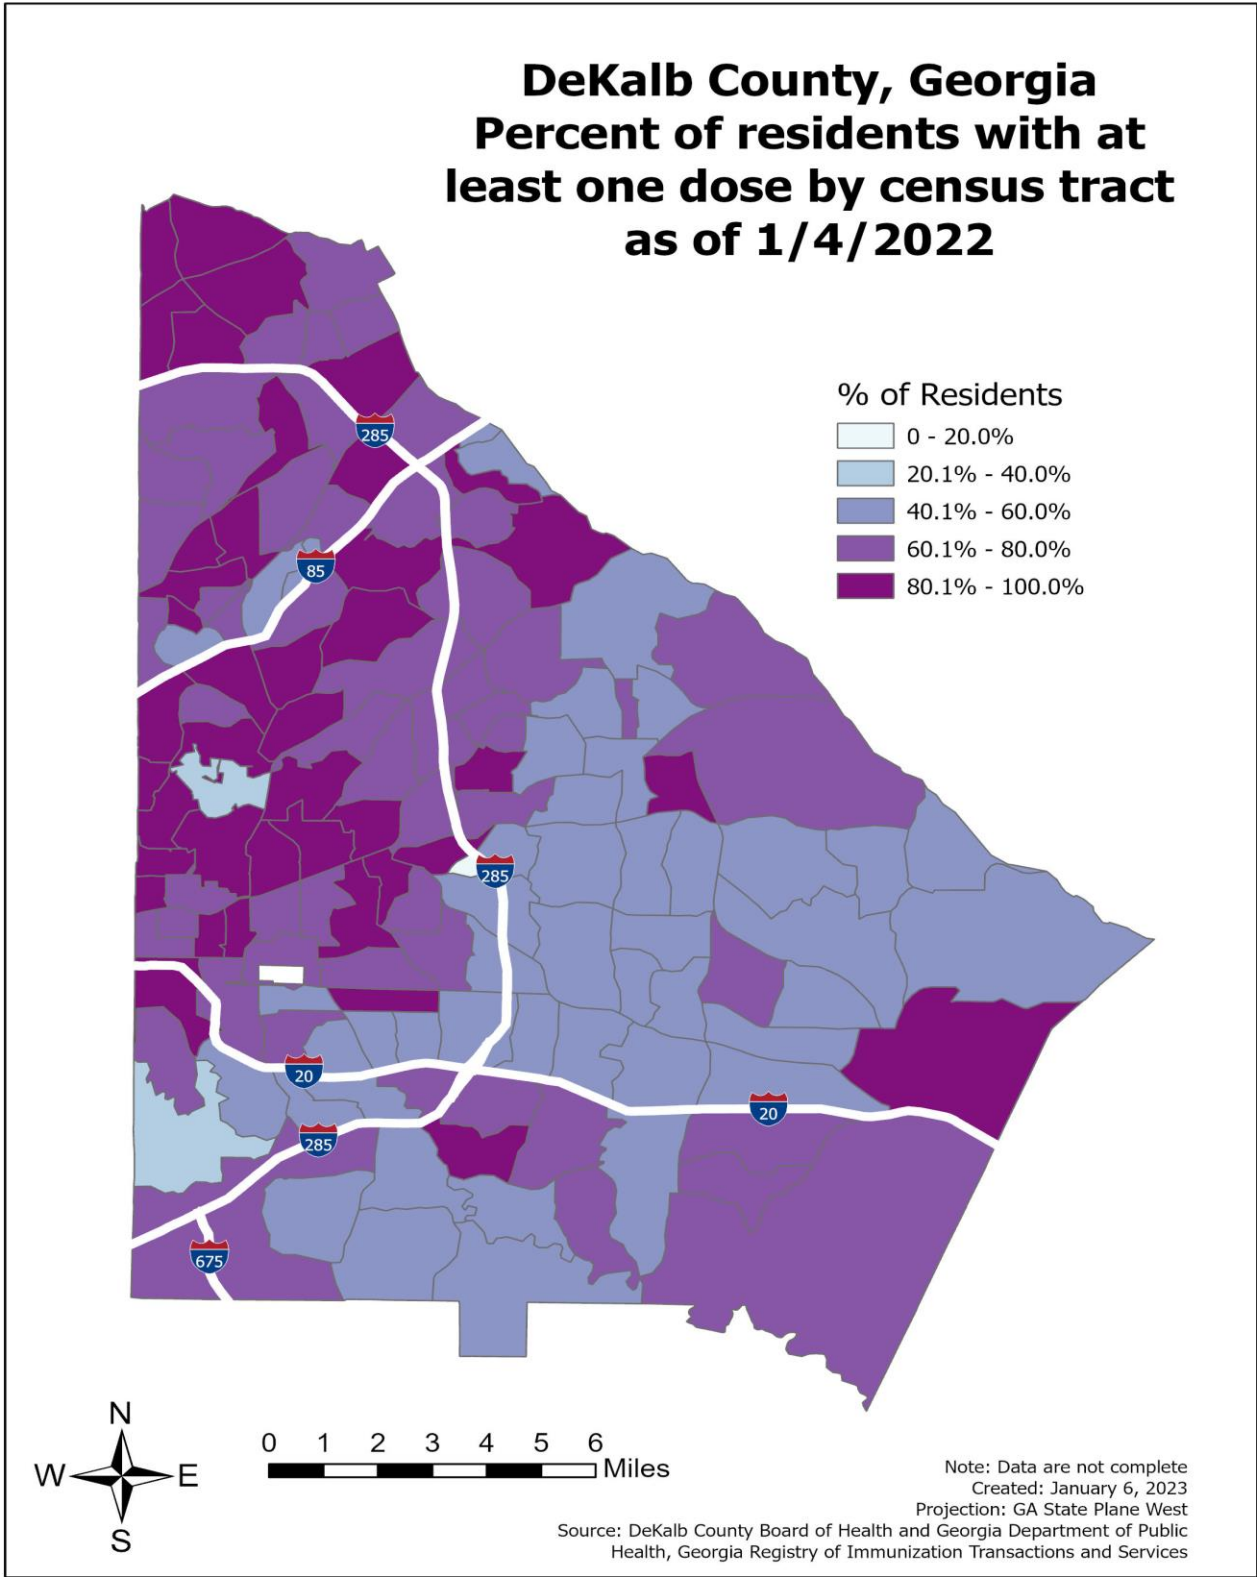 DeKalb County, Georgia
Percent of residents with at
least one dose by census tract
as of 1/4/2022
% of Residents
0 - 20.0%
20.1% - 40.0%
40.1% - 60.0%
60.1% - 80.0%
80.1% - 100.0%
285
85
285
20
20
285
675
N
W E
S
0 1 2 3 4 5 6
Miles
Note: Data are not complete
Created: January 6, 2023
Projection: GA State Plane West
Source: DeKalb County Board of Health and Georgia Department of Public
Health, Georgia Registry of Immunization Transactions and Services